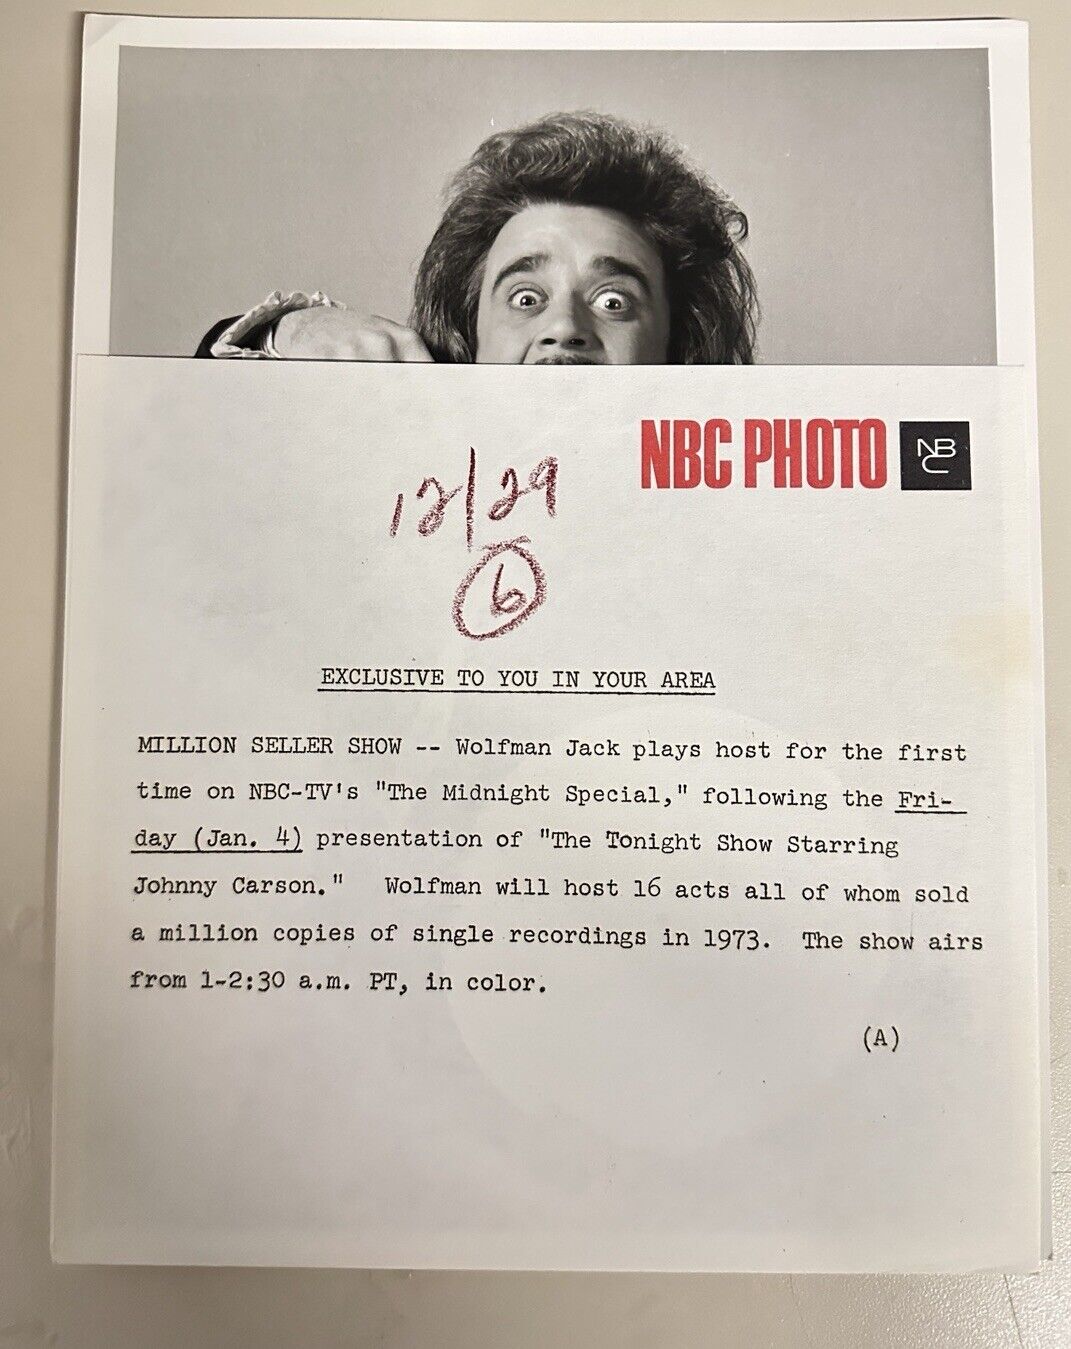 NBC PHOTO NBC
12/29
6
EXCLUSIVE TO YOU IN YOUR AREA
MILLION SELLER SHOW -- Wolfman Jack plays host for the first
time on NBC-TV's "The Midnight Special," following the Fri-
day (Jan. 4) presentation of "The Tonight Show Starring
Johnny Carson." Wolfman will host 16 acts all of whom sold
a million copies of single recordings in 1973. The show airs
from 1-2:30 a.m. PT, in color.
(A)